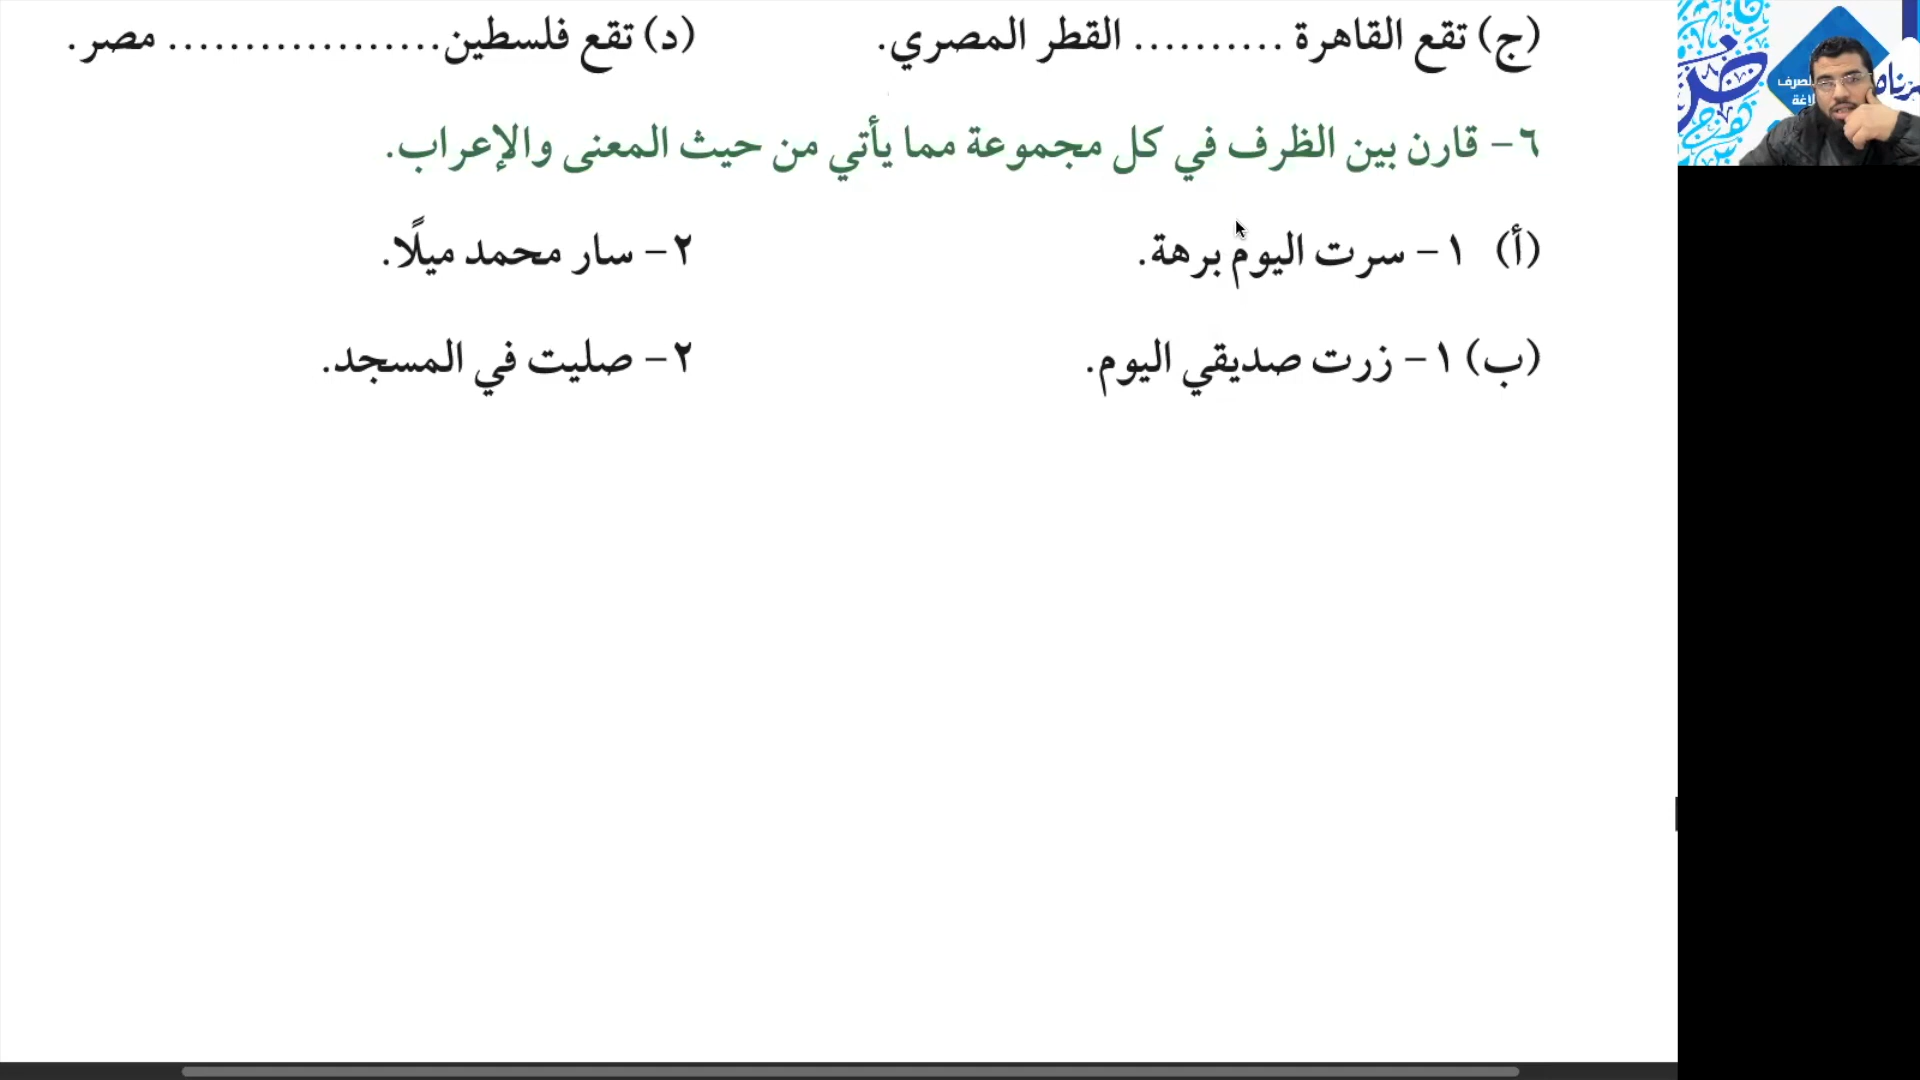 (ج) تقع القاهرة .......... القطر المصري. (د) تقع فلسطين.................. مصر.
٦- قارن بين الظرف في كل مجموعة مما يأتي من حيث المعنى والإعراب.
(أ) ١- سرت اليوم برهة. ٢- سار محمد ميلًا.
(ب) ١- زرت صديقي اليوم. ٢- صليت في المسجد.